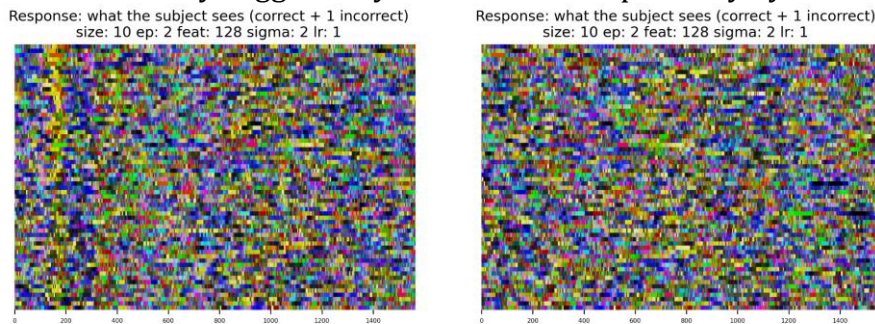 Response: what the subject sees (correct + 1 incorrect)
size: 10 ep: 2 feat: 128 sigma: 2 lr: 1
Response: what the subject sees (correct + 1 incorrect)
size: 10 ep: 2 feat: 128 sigma: 2 lr: 1
0 200 400 600 800 1000 1200 1400
0 200 400 600 800 1000 1200 1400